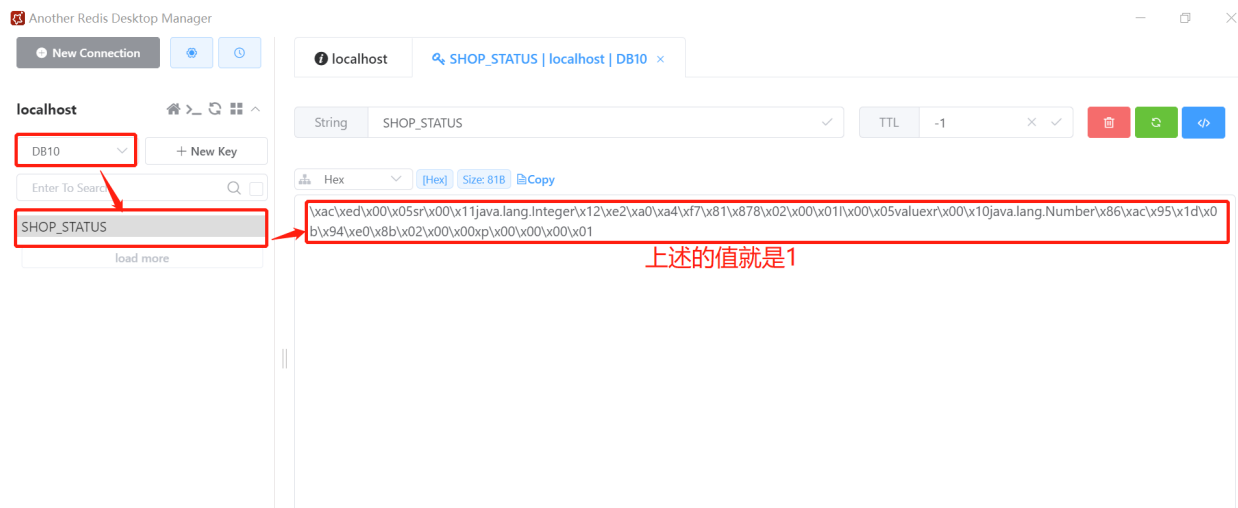 Another Redis Desktop Manager
New Connection
localhost
SHOP_STATUS | localhost | DB10 ×
localhost
String SHOP_STATUS TTL -1
DB10 + New Key
Enter To Search
Hex [Hex] Size: 81B Copy
SHOP_STATUS
\xac\xed\x00\x05sr\x00\x11java.lang.Integer\x12\xe2\xa0\xa4\xf7\x81\x878\x02\x00\x01I\x00\x05valuexr\x00\x10java.lang.Number\x86\xac\x95\x1d\x0
b\x94\xe0\x8b\x02\x00\x00xp\x00\x00\x00\x01
load more
上述的值就是1